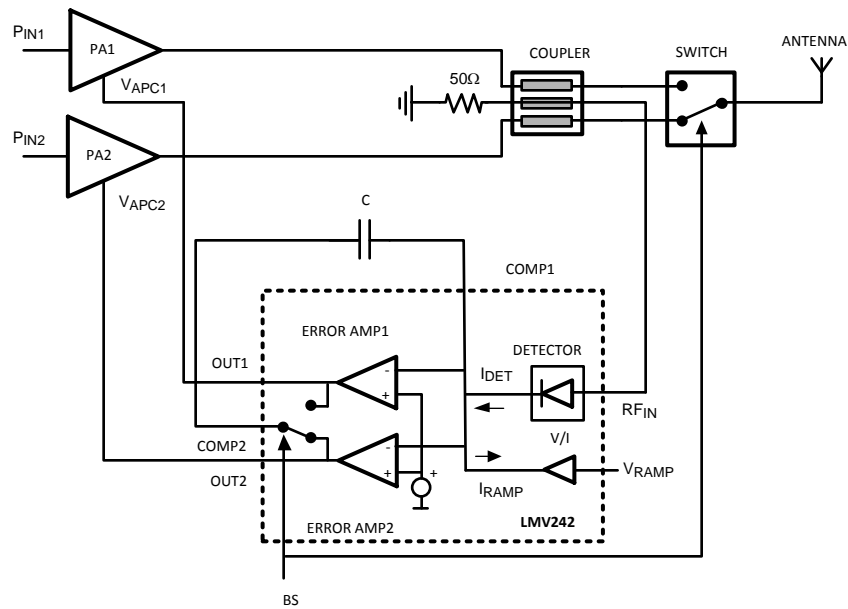 PIN1
PA1
VAPC1
COUPLER
SWITCH
ANTENNA
50Ω
PIN2
PA2
VAPC2
C
COMP1
ERROR AMP1
DETECTOR
OUT1
-
+
IDET
RFIN
V/I
COMP2
OUT2
-
+
+
IRAMP
VRAMP
LMV242
ERROR AMP2
BS